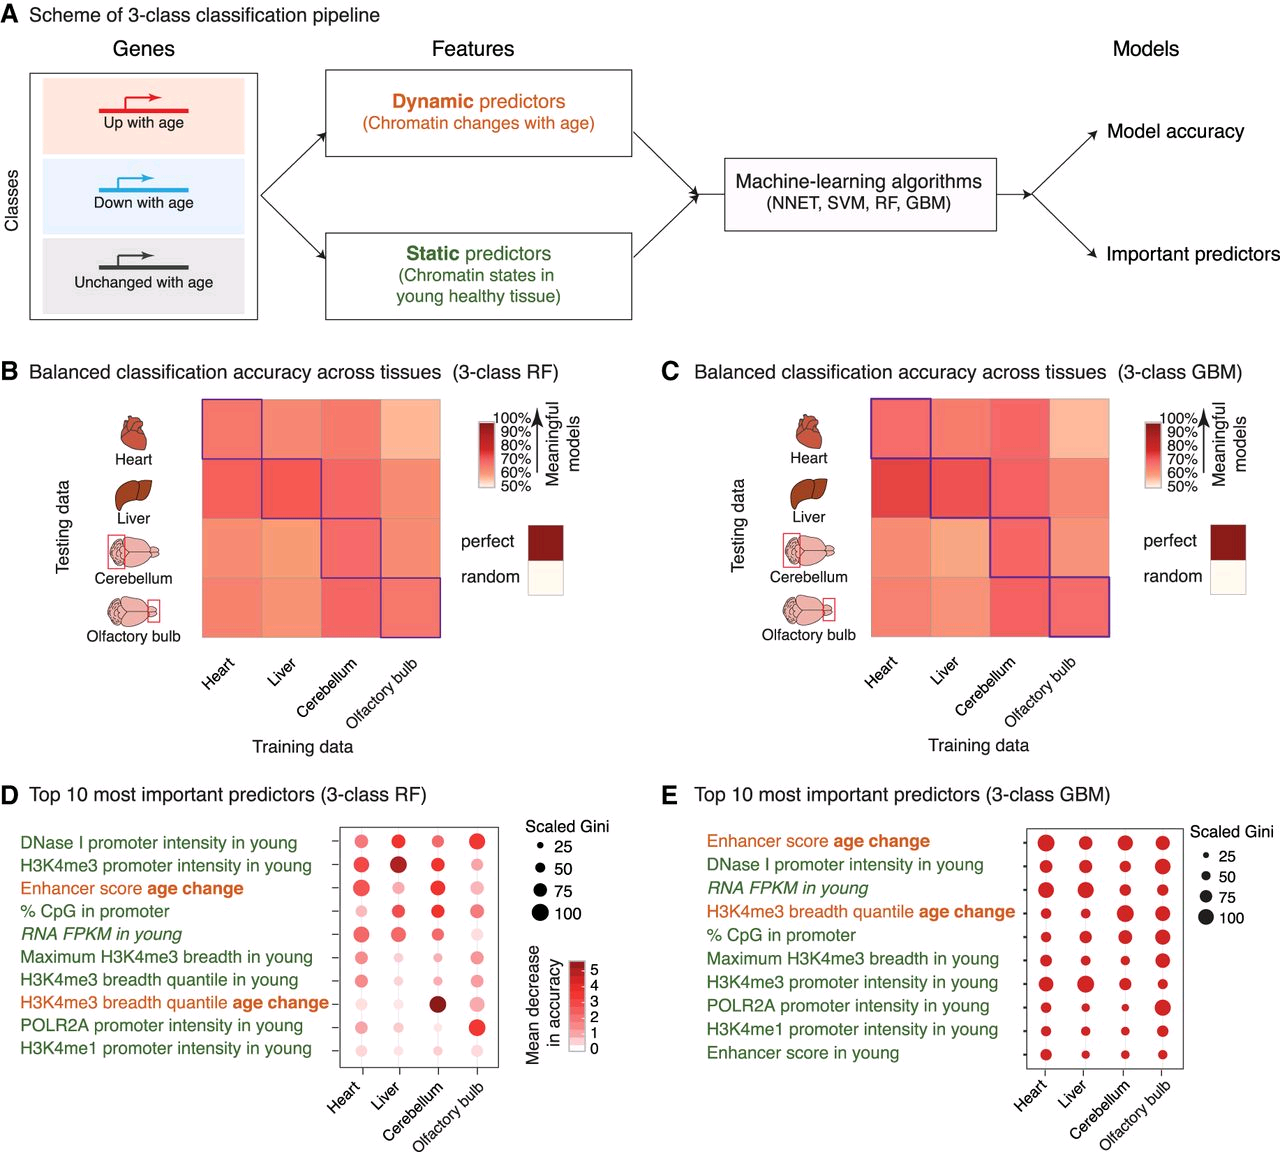 A Scheme of 3-class classification pipeline
Genes
Features
Models
Classes
Up with age
Down with age
Unchanged with age
Dynamic predictors
(Chromatin changes with age)
Static predictors
(Chromatin states in
young healthy tissue)
Machine-learning algorithms
(NNET, SVM, RF, GBM)
Model accuracy
Important predictors
B Balanced classification accuracy across tissues (3-class RF)
Testing data
Heart
Liver
Cerebellum
Olfactory bulb
Heart
Liver
Cerebellum
Olfactory bulb
Training data
100%
90%
80%
70%
60%
50%
Meaningful
models
perfect
random
C Balanced classification accuracy across tissues (3-class GBM)
Testing data
Heart
Liver
Cerebellum
Olfactory bulb
Heart
Liver
Cerebellum
Olfactory bulb
Training data
100%
90%
80%
70%
60%
50%
Meaningful
models
perfect
random
D Top 10 most important predictors (3-class RF)
DNase I promoter intensity in young
H3K4me3 promoter intensity in young
Enhancer score age change
% CpG in promoter
RNA FPKM in young
Maximum H3K4me3 breadth in young
H3K4me3 breadth quantile in young
H3K4me3 breadth quantile age change
POLR2A promoter intensity in young
H3K4me1 promoter intensity in young
Heart
Liver
Cerebellum
Olfactory bulb
Scaled Gini
25
50
75
100
Mean decrease
in accuracy
5
4
3
2
1
0
E Top 10 most important predictors (3-class GBM)
Enhancer score age change
DNase I promoter intensity in young
RNA FPKM in young
H3K4me3 breadth quantile age change
% CpG in promoter
Maximum H3K4me3 breadth in young
H3K4me3 promoter intensity in young
POLR2A promoter intensity in young
H3K4me1 promoter intensity in young
Enhancer score in young
Heart
Liver
Cerebellum
Olfactory bulb
Scaled Gini
25
50
75
100